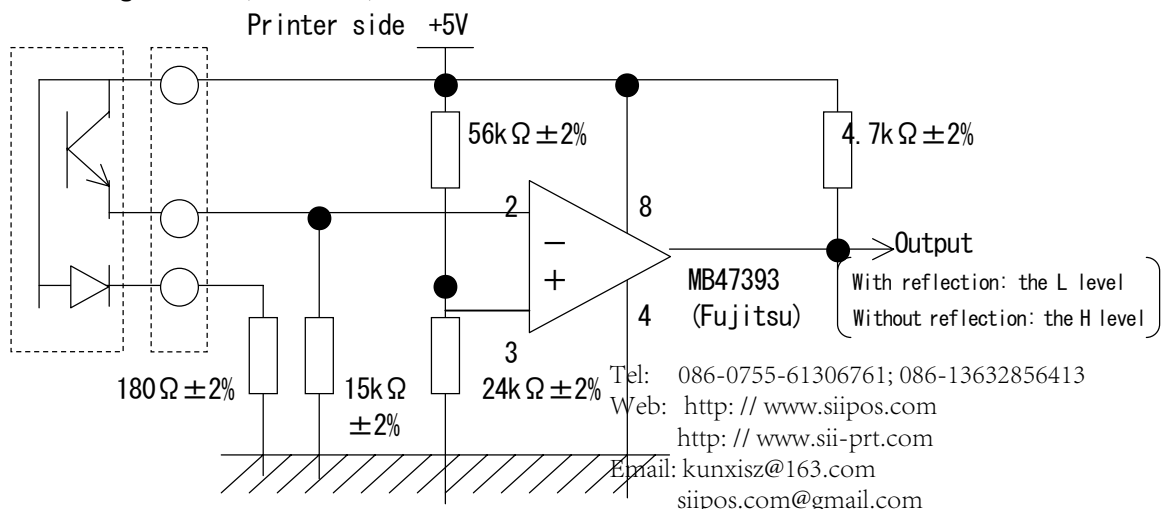 Printer side +5V
56kΩ±2%
4.7kΩ±2%
2
8
−
+
Output
MB47393
(Fujitsu)
With reflection: the L level
Without reflection: the H level
4
3
180Ω±2%
15kΩ
±2%
24kΩ±2%
Tel: 086-0755-61306761; 086-13632856413
Web: http: // www.siipos.com
http: // www.sii-prt.com
Email: kunxisz@163.com
siipos.com@gmail.com